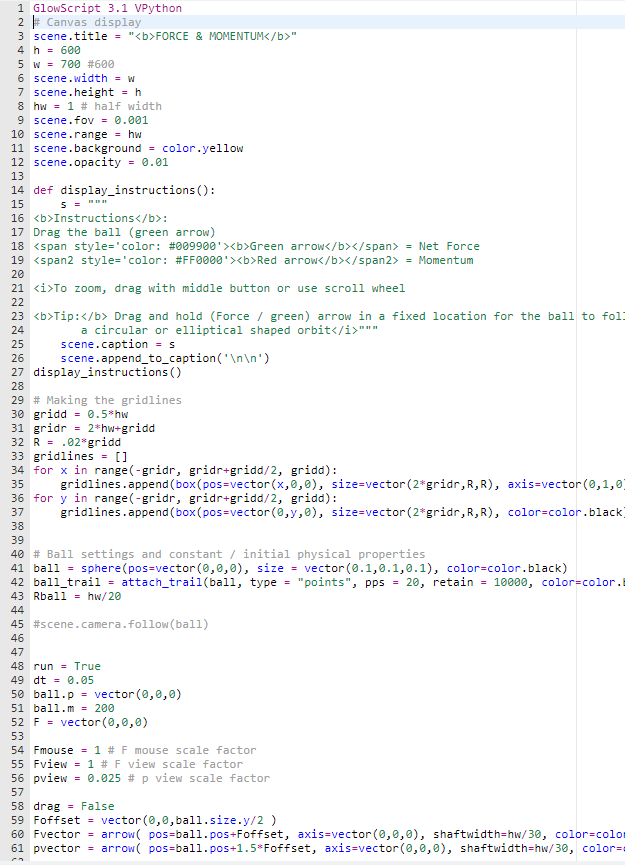 1 GlowScript 3.1 VPython
2 # Canvas display
3 scene.title = "<b>FORCE & MOMENTUM</b>"
4 h = 600
5 w = 700 #600
6 scene.width = w
7 scene.height = h
8 hw = 1 # half width
9 scene.fov = 0.001
10 scene.range = hw
11 scene.background = color.yellow
12 scene.opacity = 0.01
13
14 def display_instructions():
15     s = """
16 <b>Instructions</b>:
17 Drag the ball (green arrow)
18 <span style='color: #009900'><b>Green arrow</b></span> = Net Force
19 <span2 style='color: #FF0000'><b>Red arrow</b></span2> = Momentum
20
21 <i>To zoom, drag with middle button or use scroll wheel
22
23 <b>Tip:</b> Drag and hold (Force / green) arrow in a fixed location for the ball to fol
24        a circular or elliptical shaped orbit</i>"""
25     scene.caption = s
26     scene.append_to_caption('\n\n')
27 display_instructions()
28
29 # Making the gridlines
30 gridd = 0.5*hw
31 gridr = 2*hw+gridd
32 R = .02*gridd
33 gridlines = []
34 for x in range(-gridr, gridr+gridd/2, gridd):
35     gridlines.append(box(pos=vector(x,0,0), size=vector(2*gridr,R,R), axis=vector(0,1,0
36 for y in range(-gridr, gridr+gridd/2, gridd):
37     gridlines.append(box(pos=vector(0,y,0), size=vector(2*gridr,R,R), color=color.black
38
39
40 # Ball settings and constant / initial physical properties
41 ball = sphere(pos=vector(0,0,0), size = vector(0.1,0.1,0.1), color=color.black)
42 ball_trail = attach_trail(ball, type = "points", pps = 20, retain = 10000, color=color.
43 Rball = hw/20
44
45 #scene.camera.follow(ball)
46
47
48 run = True
49 dt = 0.05
50 ball.p = vector(0,0,0)
51 ball.m = 200
52 F = vector(0,0,0)
53
54 Fmouse = 1 # F mouse scale factor
55 Fview = 1 # F view scale factor
56 pview = 0.025 # p view scale factor
57
58 drag = False
59 Foffset = vector(0,0,ball.size.y/2 )
60 Fvector = arrow( pos=ball.pos+Foffset, axis=vector(0,0,0), shaftwidth=hw/30, color=colo
61 pvector = arrow( pos=ball.pos+1.5*Foffset, axis=vector(0,0,0), shaftwidth=hw/30, color=